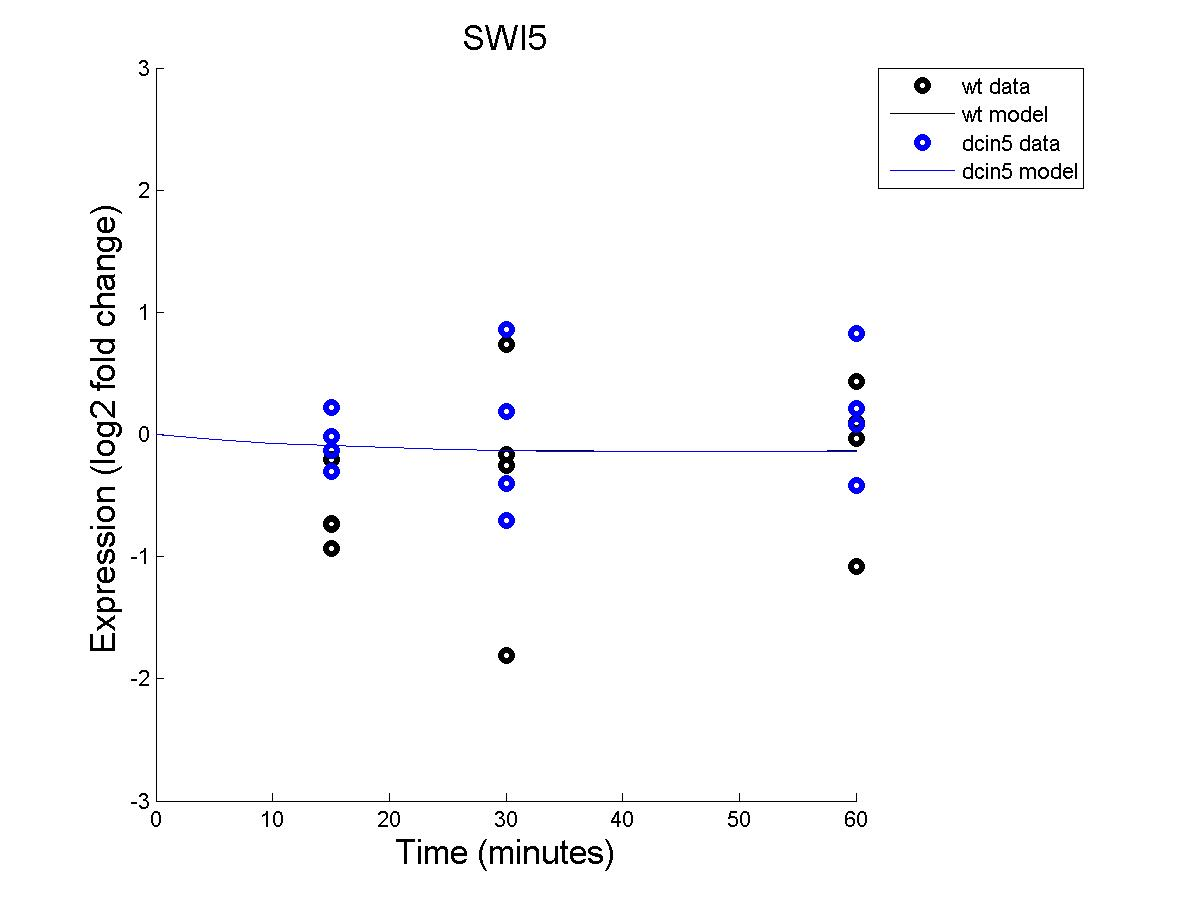 SWI5
3
2
1
0
-1
-2
-3
0 10 20 30 40 50 60
Expression (log2 fold change)
Time (minutes)
wt data
wt model
dcin5 data
dcin5 model